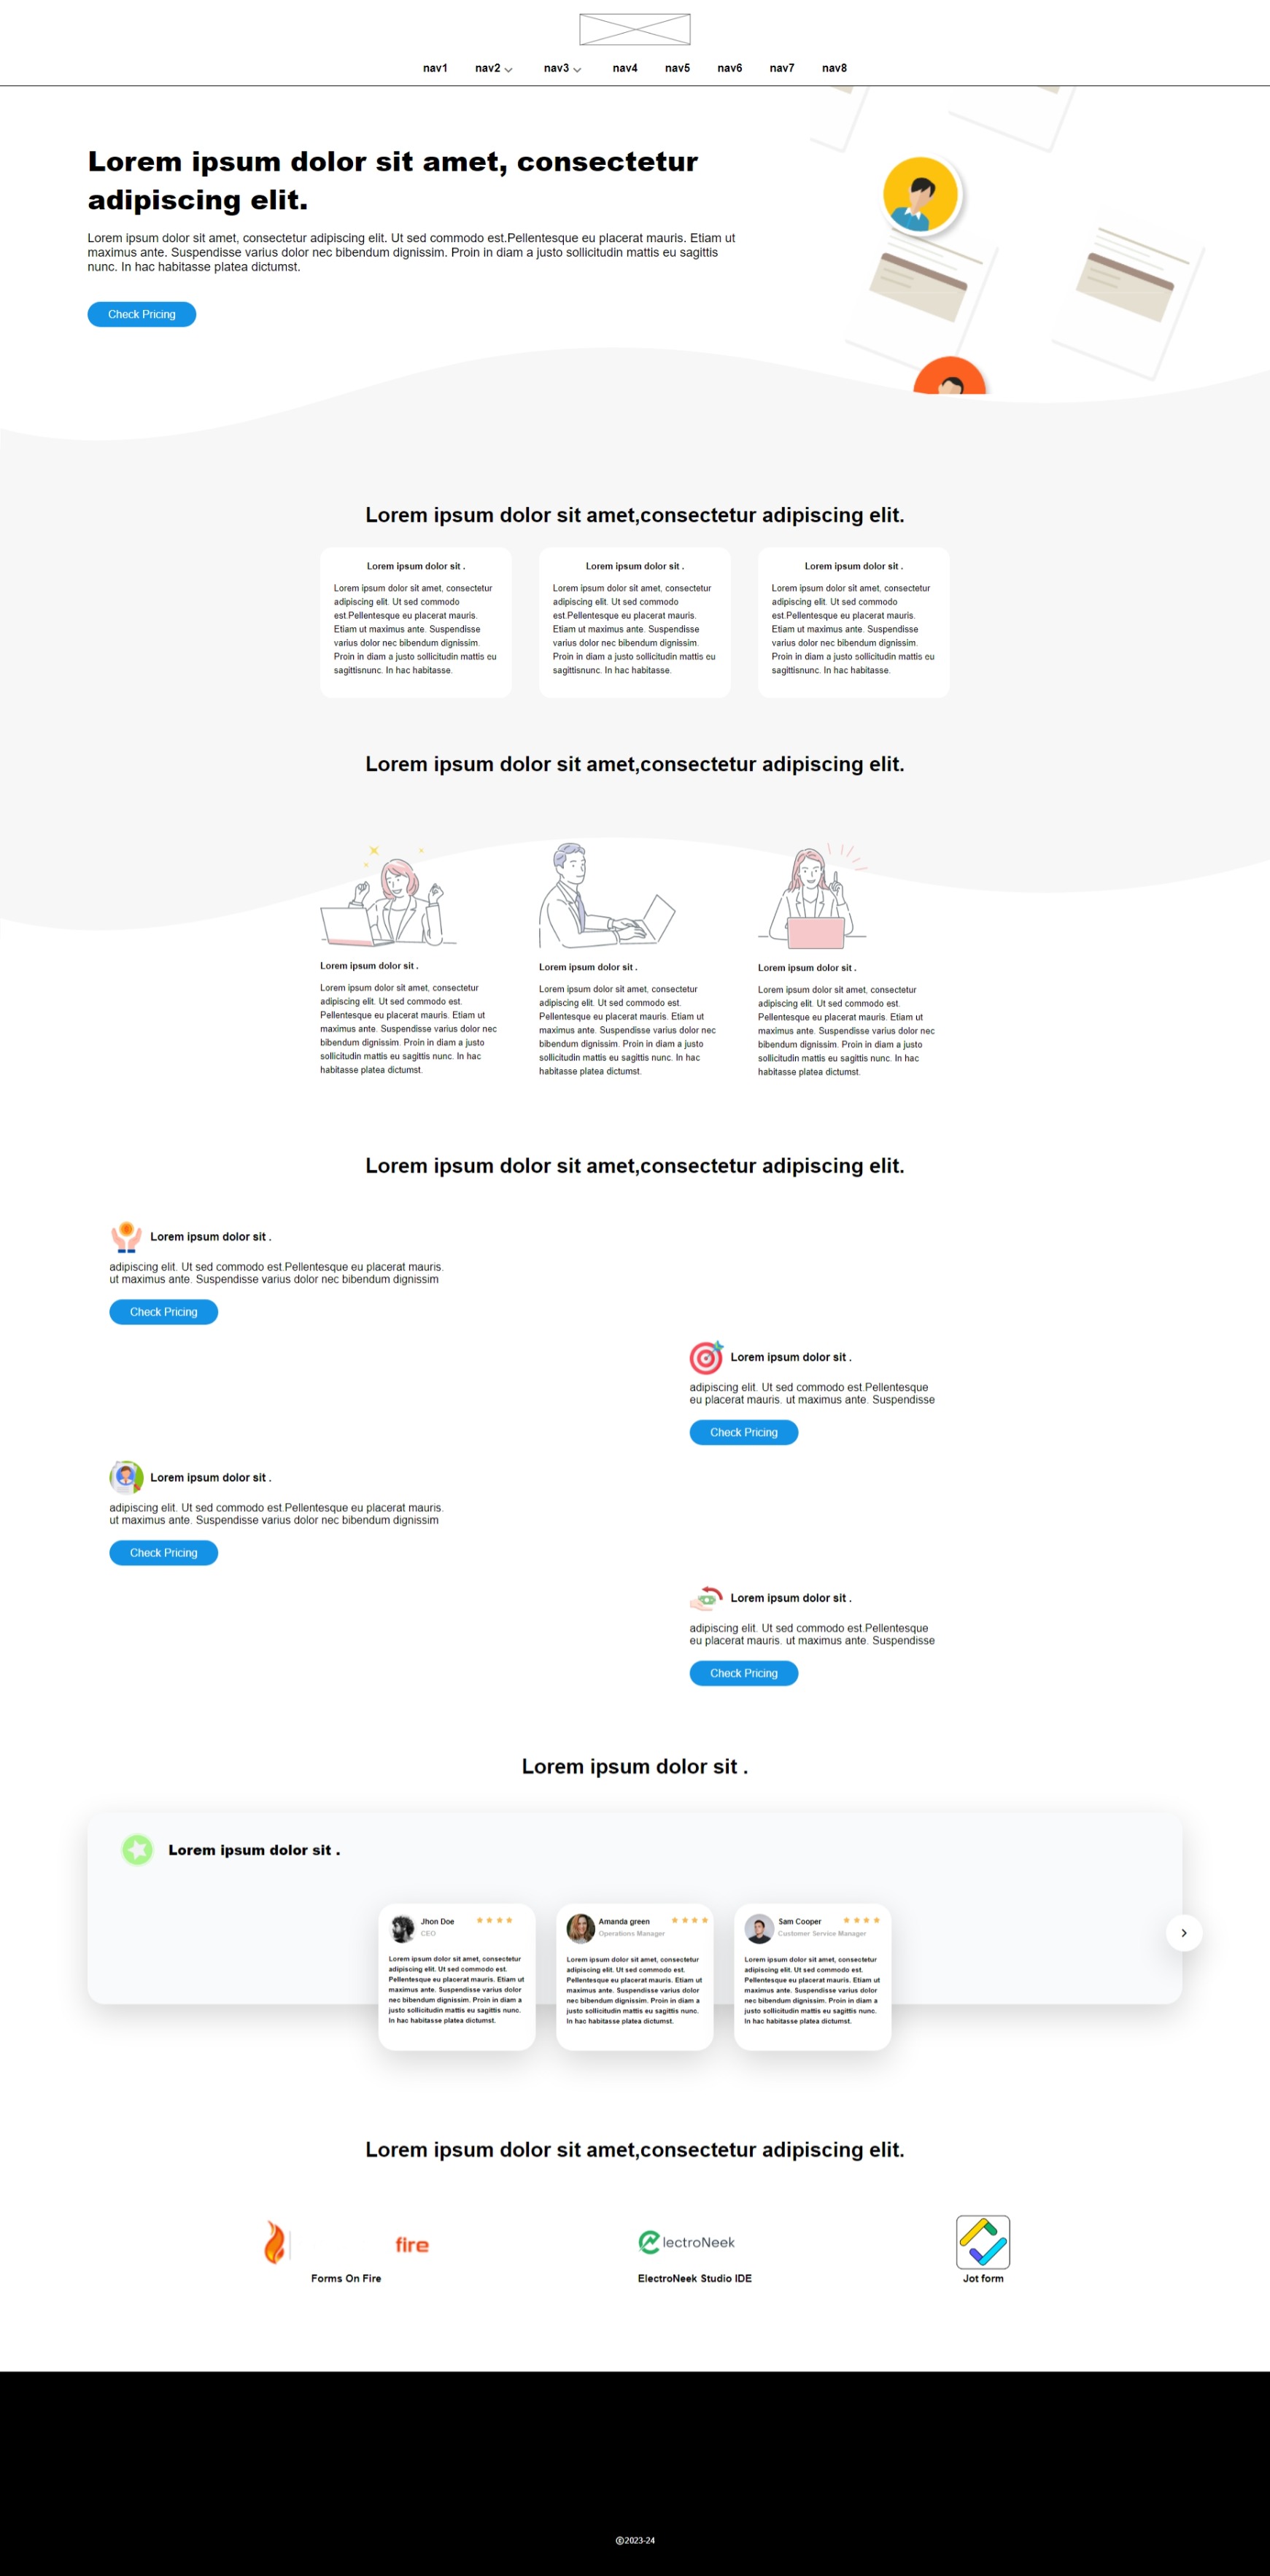 nav1 nav2 nav3 nav4 nav5 nav6 nav7 nav8
Lorem ipsum dolor sit amet, consectetur
adipiscing elit.
Lorem ipsum dolor sit amet, consectetur adipiscing elit. Ut sed commodo est.Pellentesque eu placerat mauris. Etiam ut
maximus ante. Suspendisse varius dolor nec bibendum dignissim. Proin in diam a justo sollicitudin mattis eu sagittis
nunc. In hac habitasse platea dictumst.
Check Pricing
Lorem ipsum dolor sit amet,consectetur adipiscing elit.
Lorem ipsum dolor sit .
Lorem ipsum dolor sit amet, consectetur
adipiscing elit. Ut sed commodo
est.Pellentesque eu placerat mauris.
Etiam ut maximus ante. Suspendisse
varius dolor nec bibendum dignissim.
Proin in diam a justo sollicitudin mattis eu
sagittisnunc. In hac habitasse.
Lorem ipsum dolor sit .
Lorem ipsum dolor sit amet, consectetur
adipiscing elit. Ut sed commodo
est.Pellentesque eu placerat mauris.
Etiam ut maximus ante. Suspendisse
varius dolor nec bibendum dignissim.
Proin in diam a justo sollicitudin mattis eu
sagittisnunc. In hac habitasse.
Lorem ipsum dolor sit .
Lorem ipsum dolor sit amet, consectetur
adipiscing elit. Ut sed commodo
est.Pellentesque eu placerat mauris.
Etiam ut maximus ante. Suspendisse
varius dolor nec bibendum dignissim.
Proin in diam a justo sollicitudin mattis eu
sagittisnunc. In hac habitasse.
Lorem ipsum dolor sit amet,consectetur adipiscing elit.
Lorem ipsum dolor sit .
Lorem ipsum dolor sit amet, consectetur
adipiscing elit. Ut sed commodo est.
Pellentesque eu placerat mauris. Etiam ut
maximus ante. Suspendisse varius dolor nec
bibendum dignissim. Proin in diam a justo
sollicitudin mattis eu sagittis nunc. In hac
habitasse platea dictumst.
Lorem ipsum dolor sit .
Lorem ipsum dolor sit amet, consectetur
adipiscing elit. Ut sed commodo est.
Pellentesque eu placerat mauris. Etiam ut
maximus ante. Suspendisse varius dolor nec
bibendum dignissim. Proin in diam a justo
sollicitudin mattis eu sagittis nunc. In hac
habitasse platea dictumst.
Lorem ipsum dolor sit .
Lorem ipsum dolor sit amet, consectetur
adipiscing elit. Ut sed commodo est.
Pellentesque eu placerat mauris. Etiam ut
maximus ante. Suspendisse varius dolor nec
bibendum dignissim. Proin in diam a justo
sollicitudin mattis eu sagittis nunc. In hac
habitasse platea dictumst.
Lorem ipsum dolor sit amet,consectetur adipiscing elit.
Lorem ipsum dolor sit .
adipiscing elit. Ut sed commodo est.Pellentesque eu placerat mauris.
ut maximus ante. Suspendisse varius dolor nec bibendum dignissim
Check Pricing
Lorem ipsum dolor sit .
adipiscing elit. Ut sed commodo est.Pellentesque
eu placerat mauris. ut maximus ante. Suspendisse
Check Pricing
Lorem ipsum dolor sit .
adipiscing elit. Ut sed commodo est.Pellentesque eu placerat mauris.
ut maximus ante. Suspendisse varius dolor nec bibendum dignissim
Check Pricing
Lorem ipsum dolor sit .
adipiscing elit. Ut sed commodo est.Pellentesque
eu placerat mauris. ut maximus ante. Suspendisse
Check Pricing
Lorem ipsum dolor sit .
Lorem ipsum dolor sit .
Jhon Doe
CEO
Lorem ipsum dolor sit amet, consectetur
adipiscing elit. Ut sed commodo est.
Pellentesque eu placerat mauris. Etiam ut
maximus ante. Suspendisse varius dolor
nec bibendum dignissim. Proin in diam a
justo sollicitudin mattis eu sagittis nunc.
In hac habitasse platea dictumst.
Amanda green
Operations Manager
Lorem ipsum dolor sit amet, consectetur
adipiscing elit. Ut sed commodo est.
Pellentesque eu placerat mauris. Etiam ut
maximus ante. Suspendisse varius dolor
nec bibendum dignissim. Proin in diam a
justo sollicitudin mattis eu sagittis nunc.
In hac habitasse platea dictumst.
Sam Cooper
Customer Service Manager
Lorem ipsum dolor sit amet, consectetur
adipiscing elit. Ut sed commodo est.
Pellentesque eu placerat mauris. Etiam ut
maximus ante. Suspendisse varius dolor
nec bibendum dignissim. Proin in diam a
justo sollicitudin mattis eu sagittis nunc.
In hac habitasse platea dictumst.
Lorem ipsum dolor sit amet,consectetur adipiscing elit.
fire
Forms On Fire
ElectroNeek
ElectroNeek Studio IDE
Jot form
©2023-24